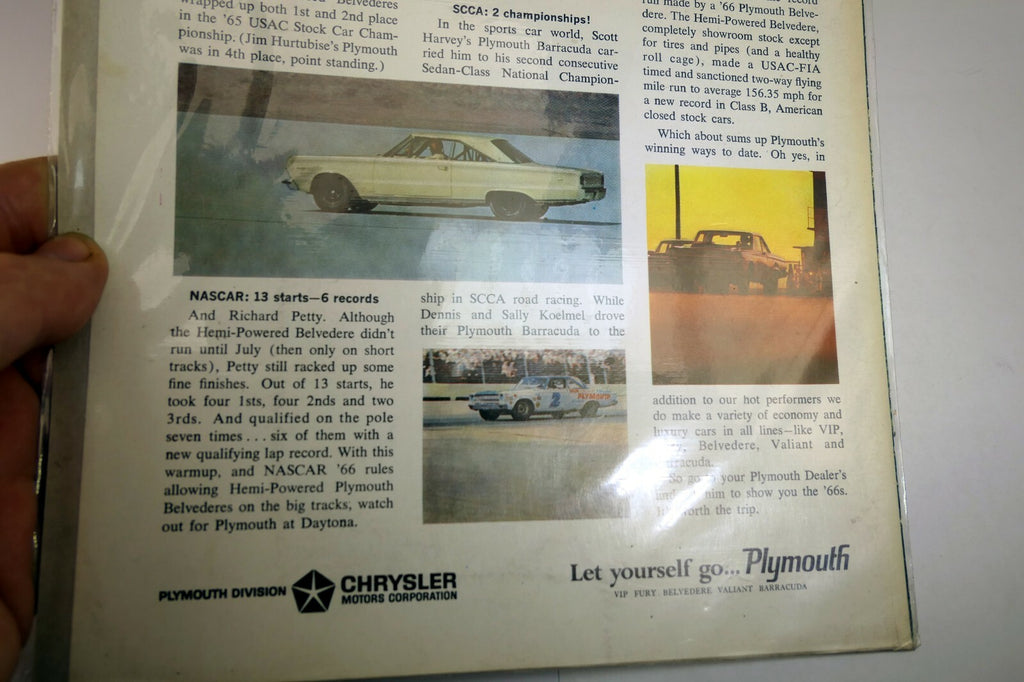 wrapped up both 1st and 2nd place
in the '65 USAC Stock Car Cham-
pionship. (Jim Hurtubise's Plymouth
was in 4th place, point standing.)
NASCAR: 13 starts—6 records
And Richard Petty. Although
the Hemi-Powered Belvedere didn't
run until July (then only on short
tracks), Petty still racked up some
fine finishes. Out of 13 starts, he
took four 1sts, four 2nds and two
3rds. And qualified on the pole
seven times...six of them with a
new qualifying lap record. With this
warmup, and NASCAR '66 rules
allowing Hemi-Powered Plymouth
Belvederes on the big tracks, watch
out for Plymouth at Daytona.
SCCA: 2 championships!
In the sports car world, Scott
Harvey's Plymouth Barracuda car-
ried him to his second consecutive
Sedan-Class National Champion-
ship in SCCA road racing. While
Dennis and Sally Koelmel drove
their Plymouth Barracuda to the
2
PLYMOUTH
run made by a '66 Plymouth Belve-
dere. The Hemi-Powered Belvedere,
completely showroom stock except
for tires and pipes (and a healthy
roll cage), made a USAC-FIA
timed and sanctioned two-way flying
mile run to average 156.35 mph for
a new record in Class B, American
closed stock cars.
Which about sums up Plymouth's
winning ways to date. Oh yes, in
addition to our hot performers we
do make a variety of economy and
luxury cars in all lines—like VIP,
Belvedere, Valiant and
So go your Plymouth Dealer's
him to show you the '66s.
worth the trip.
PLYMOUTH DIVISION CHRYSLER
MOTORS CORPORATION
Let yourself go...Plymouth
VIP FURY BELVEDERE VALIANT BARRACUDA